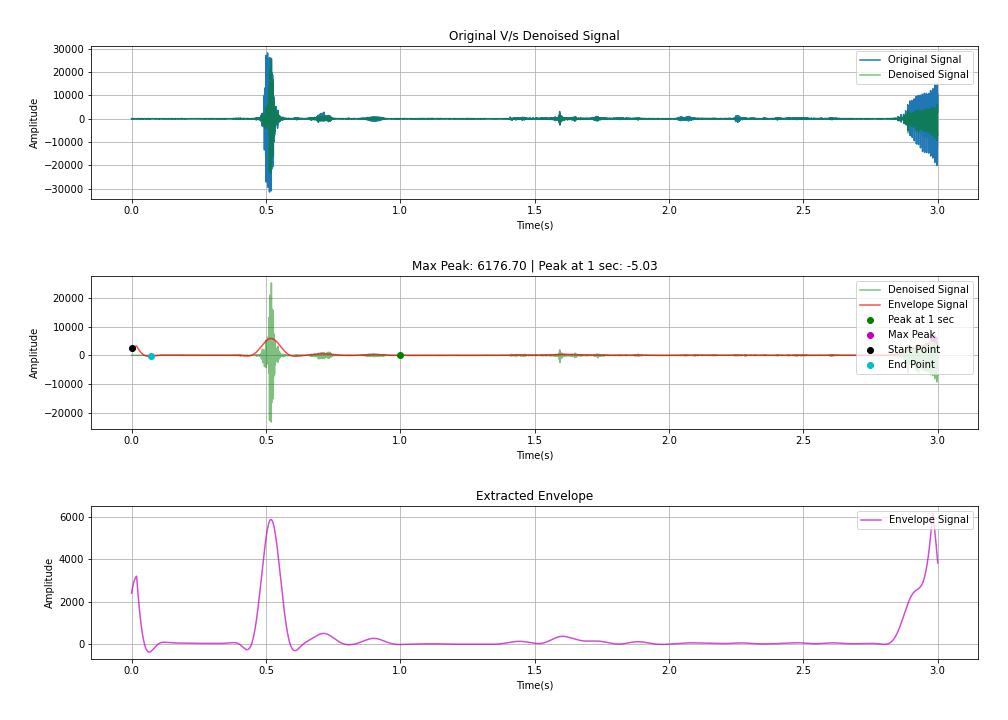 Original V/s Denoised Signal
30000
20000
10000
0
−10000
−20000
−30000
Amplitude
Original Signal
Denoised Signal
0.0 0.5 1.0 1.5 2.0 2.5 3.0
Time(s)
Max Peak: 6176.70 | Peak at 1 sec: -5.03
20000
10000
0
−10000
−20000
Amplitude
Denoised Signal
Envelope Signal
Peak at 1 sec
Max Peak
Start Point
End Point
0.0 0.5 1.0 1.5 2.0 2.5 3.0
Time(s)
Extracted Envelope
6000
4000
2000
0
Amplitude
Envelope Signal
0.0 0.5 1.0 1.5 2.0 2.5 3.0
Time(s)